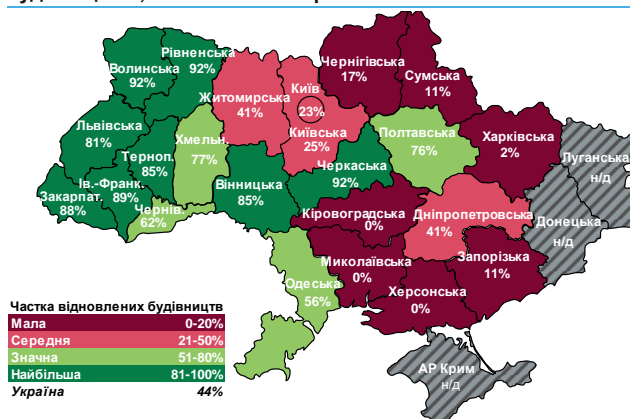 Рівненська
92%
Волинська
92%
Житомирська
41%
Київ
23%
Київська
25%
Чернігівська
17%
Сумська
11%
Львівська
81%
Терноп.
85%
Хмельн.
77%
Вінницька
85%
Черкаська
92%
Полтавська
76%
Харківська
2%
Луганська
н/д
Ів.-Франк.
89%
Закарпат.
88%
Чернів.
62%
Кіровоградська
0%
Дніпропетровська
41%
Донецька
н/д
Миколаївська
0%
Запорізька
11%
Одеська
56%
Херсонська
0%
АР Крим
н/д
Частка відновлених будівництв
Мала 0-20%
Середня 21-50%
Значна 51-80%
Найбільша 81-100%
Україна 44%